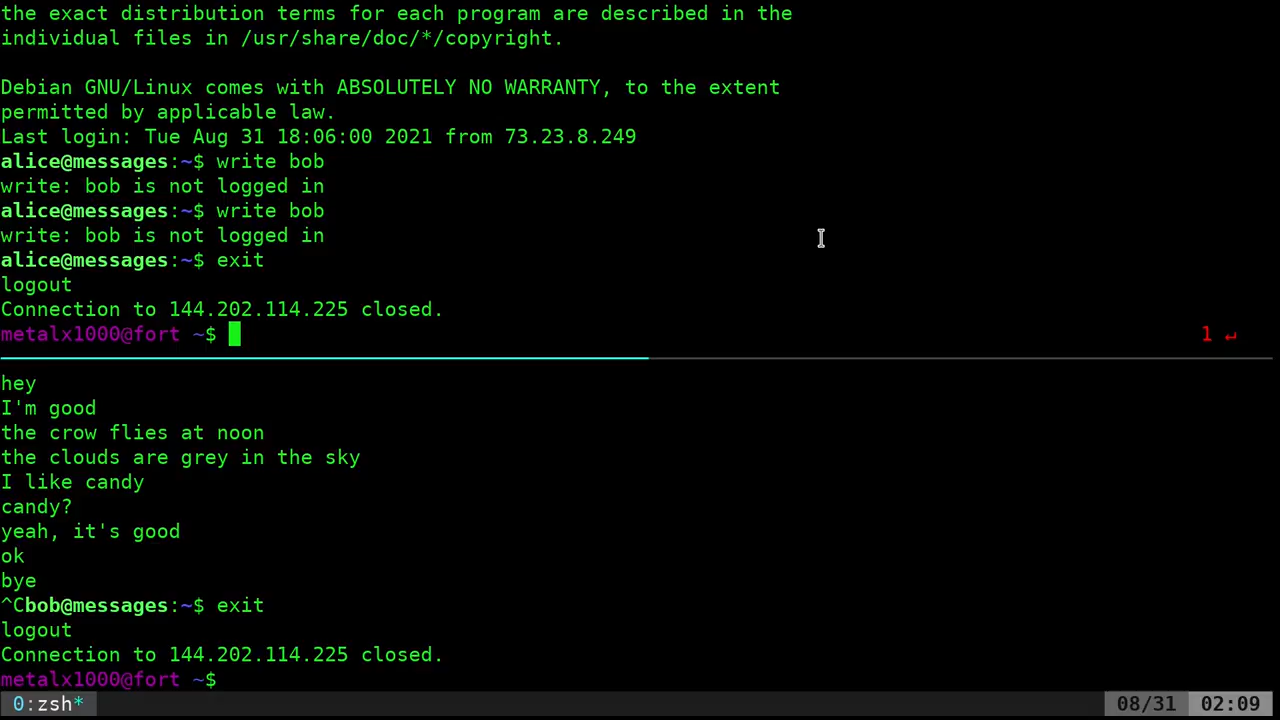 the exact distribution terms for each program are described in the
individual files in /usr/share/doc/*/copyright.
Debian GNU/Linux comes with ABSOLUTELY NO WARRANTY, to the extent
permitted by applicable law.
Last login: Tue Aug 31 18:06:00 2021 from 73.23.8.249
alice@messages:~$ write bob
write: bob is not logged in
alice@messages:~$ write bob
write: bob is not logged in
alice@messages:~$ exit
logout
Connection to 144.202.114.225 closed.
metalx1000@fort ~$ 1 ↵
hey
I'm good
the crow flies at noon
the clouds are grey in the sky
I like candy
candy?
yeah, it's good
ok
bye
^Cbob@messages:~$ exit
logout
Connection to 144.202.114.225 closed.
metalx1000@fort ~$
0:zsh* 08/31 02:09